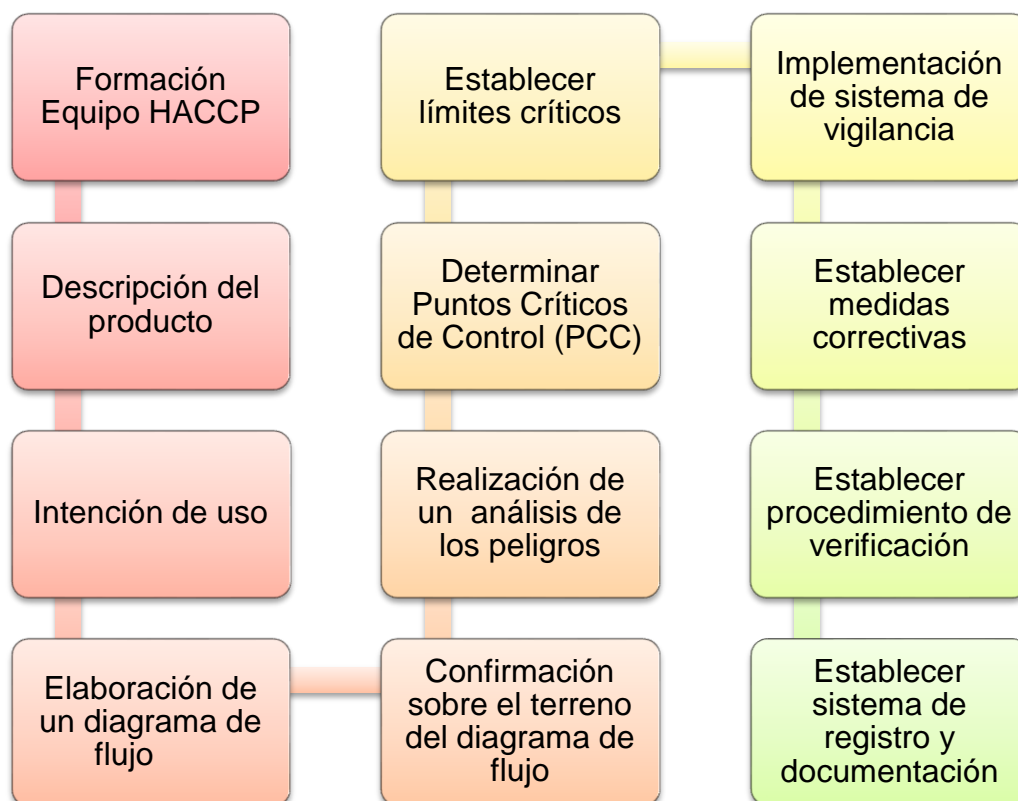 Formación
Equipo HACCP
Descripción del
producto
Intención de uso
Elaboración de
un diagrama de
flujo
Confirmación
sobre el terreno
del diagrama de
flujo
Realización de
un análisis de
los peligros
Determinar
Puntos Críticos
de Control (PCC)
Establecer
límites críticos
Implementación
de sistema de
vigilancia
Establecer
medidas
correctivas
Establecer
procedimiento de
verificación
Establecer
sistema de
registro y
documentación